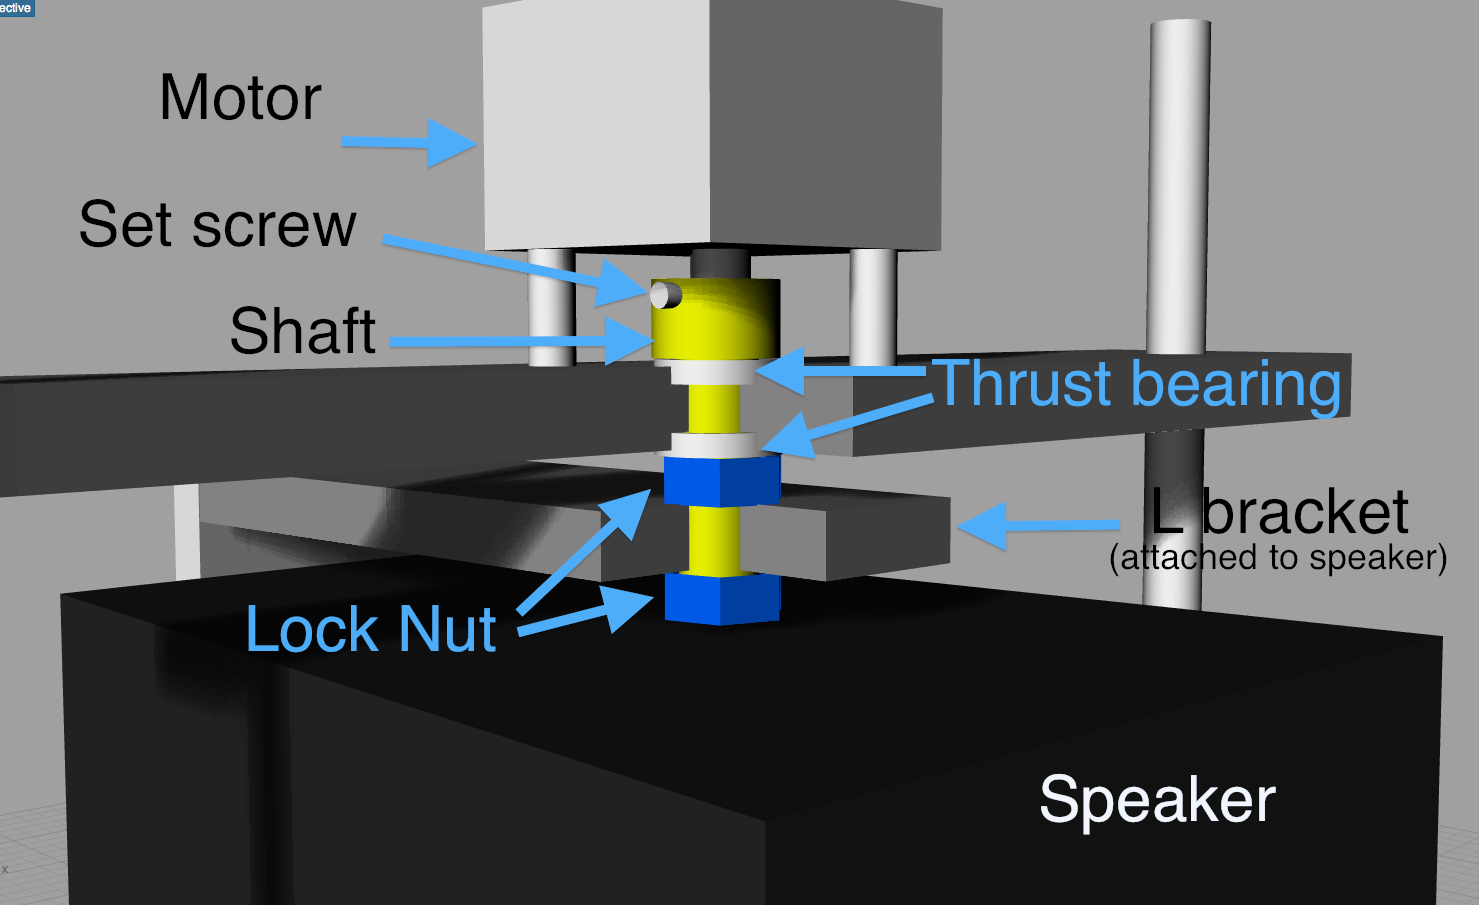 ective
Motor
Set screw
Shaft
Thrust bearing
L bracket
(attached to speaker)
Lock Nut
Speaker
x